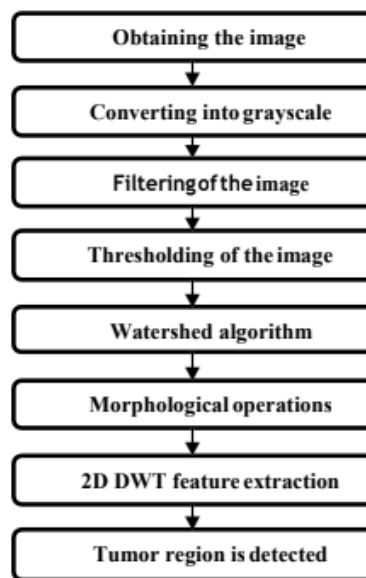 Obtaining the image
Converting into grayscale
Filtering of the image
Thresholding of the image
Watershed algorithm
Morphological operations
2D DWT feature extraction
Tumor region is detected